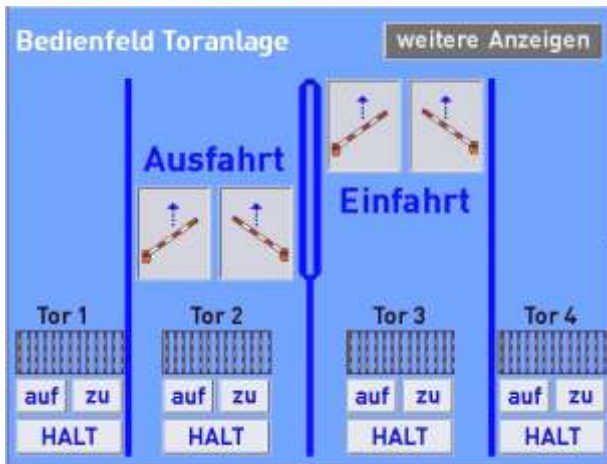 Bedienfeld Toranlage
weitere Anzeigen
Ausfahrt
Einfahrt
Tor 1
Tor 2
Tor 3
Tor 4
auf zu
auf zu
auf zu
auf zu
HALT
HALT
HALT
HALT